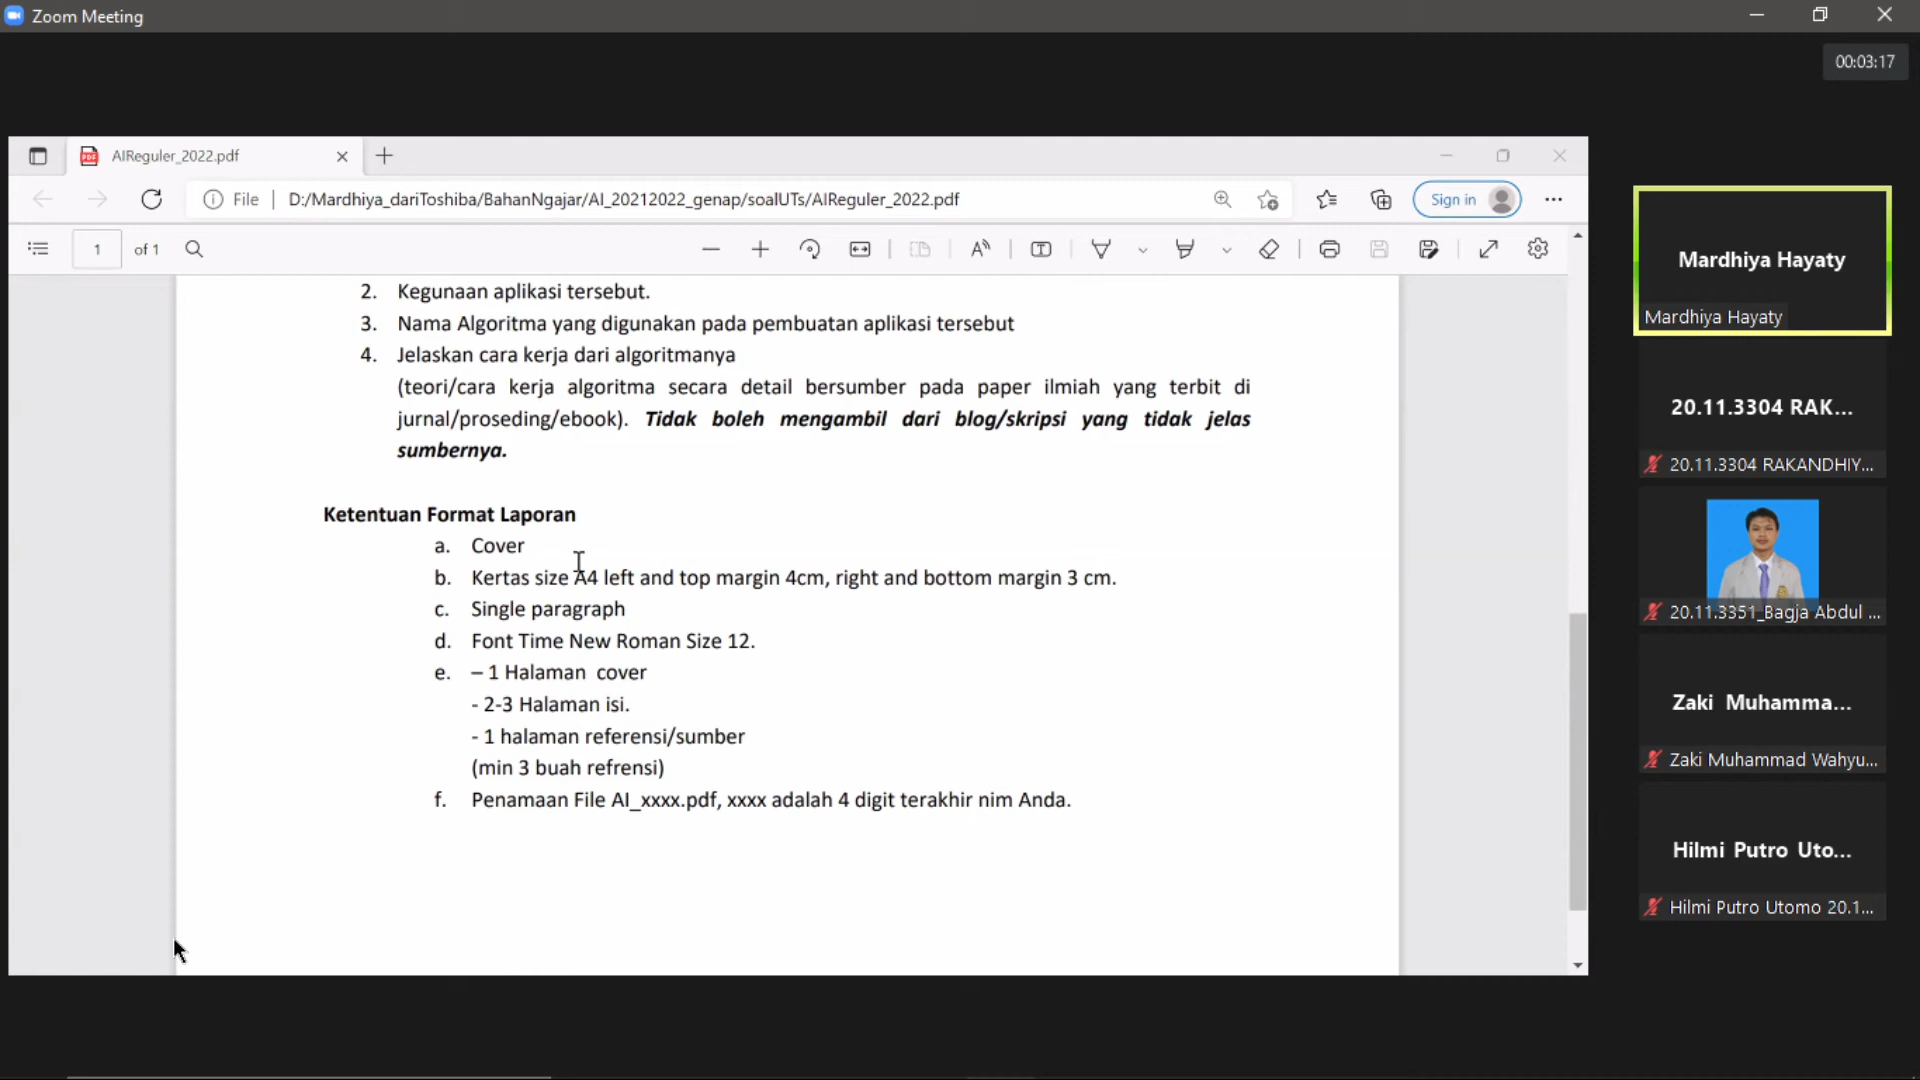 Zoom Meeting
00:03:17
AIReguler_2022.pdf
File
D:/Mardhiya_dariToshiba/BahanNgajar/AI_20212022_genap/soalUTs/AIReguler_2022.pdf
Sign in
1 of 1
2. Kegunaan aplikasi tersebut.
3. Nama Algoritma yang digunakan pada pembuatan aplikasi tersebut
4. Jelaskan cara kerja dari algoritmanya
(teori/cara kerja algoritma secara detail bersumber pada paper ilmiah yang terbit di
jurnal/proseding/ebook). Tidak boleh mengambil dari blog/skripsi yang tidak jelas
sumbernya.
Ketentuan Format Laporan
a. Cover
b. Kertas size A4 left and top margin 4cm, right and bottom margin 3 cm.
c. Single paragraph
d. Font Time New Roman Size 12.
e. – 1 Halaman cover
- 2-3 Halaman isi.
- 1 halaman referensi/sumber
(min 3 buah refrensi)
f. Penamaan File AI_xxxx.pdf, xxxx adalah 4 digit terakhir nim Anda.
Mardhiya Hayaty
Mardhiya Hayaty
20.11.3304 RAK...
20.11.3304 RAKANDHIY...
20.11.3351_Bagja Abdul ...
Zaki Muhamma...
Zaki Muhammad Wahyu...
Hilmi Putro Uto...
Hilmi Putro Utomo 20.1...